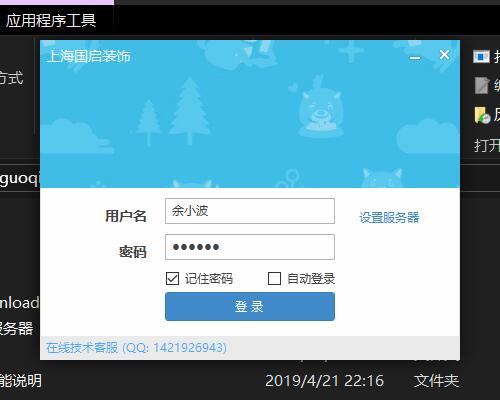 应用程序工具
上海国启装饰
方式
打开
guoqi
用户名
余小波
设置服务器
密码
●●●●●●
记住密码
自动登录
登 录
nload
服务器
在线技术客服 (QQ: 1421926943)
能说明
2019/4/21 22:16
文件夹